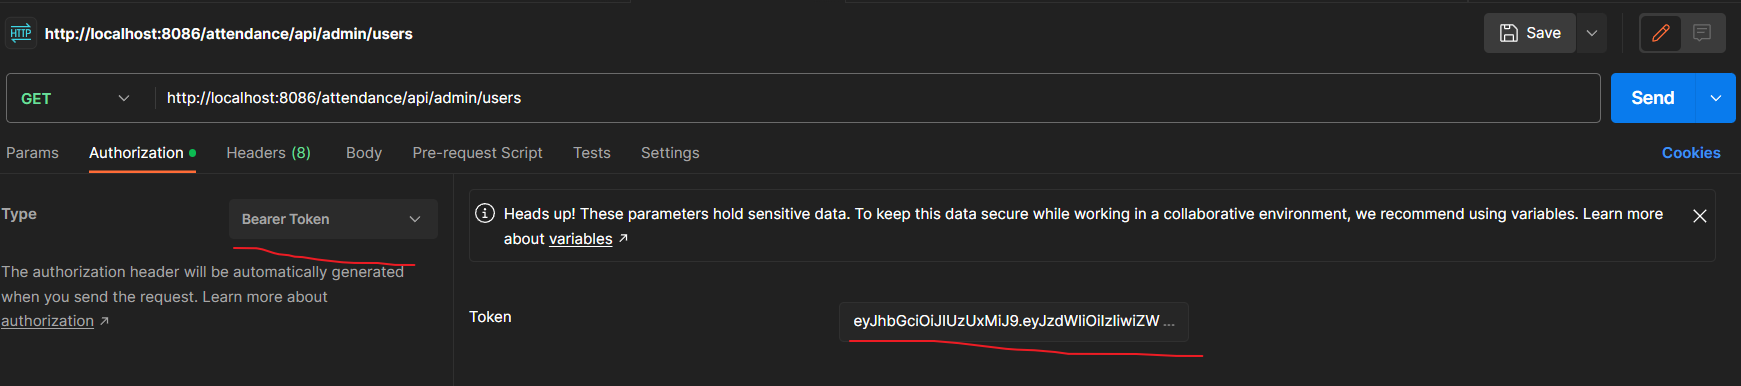 HTTP
http://localhost:8086/attendance/api/admin/users
Save
GET
http://localhost:8086/attendance/api/admin/users
Send
Params
Authorization
Headers (8)
Body
Pre-request Script
Tests
Settings
Cookies
Type
Bearer Token
The authorization header will be automatically generated
when you send the request. Learn more about
authorization ↗
Heads up! These parameters hold sensitive data. To keep this data secure while working in a collaborative environment, we recommend using variables. Learn more
about variables ↗
Token
eyJhbGciOiJIUzUxMiJ9.eyJzdWIiOiIzIiwiZW ...